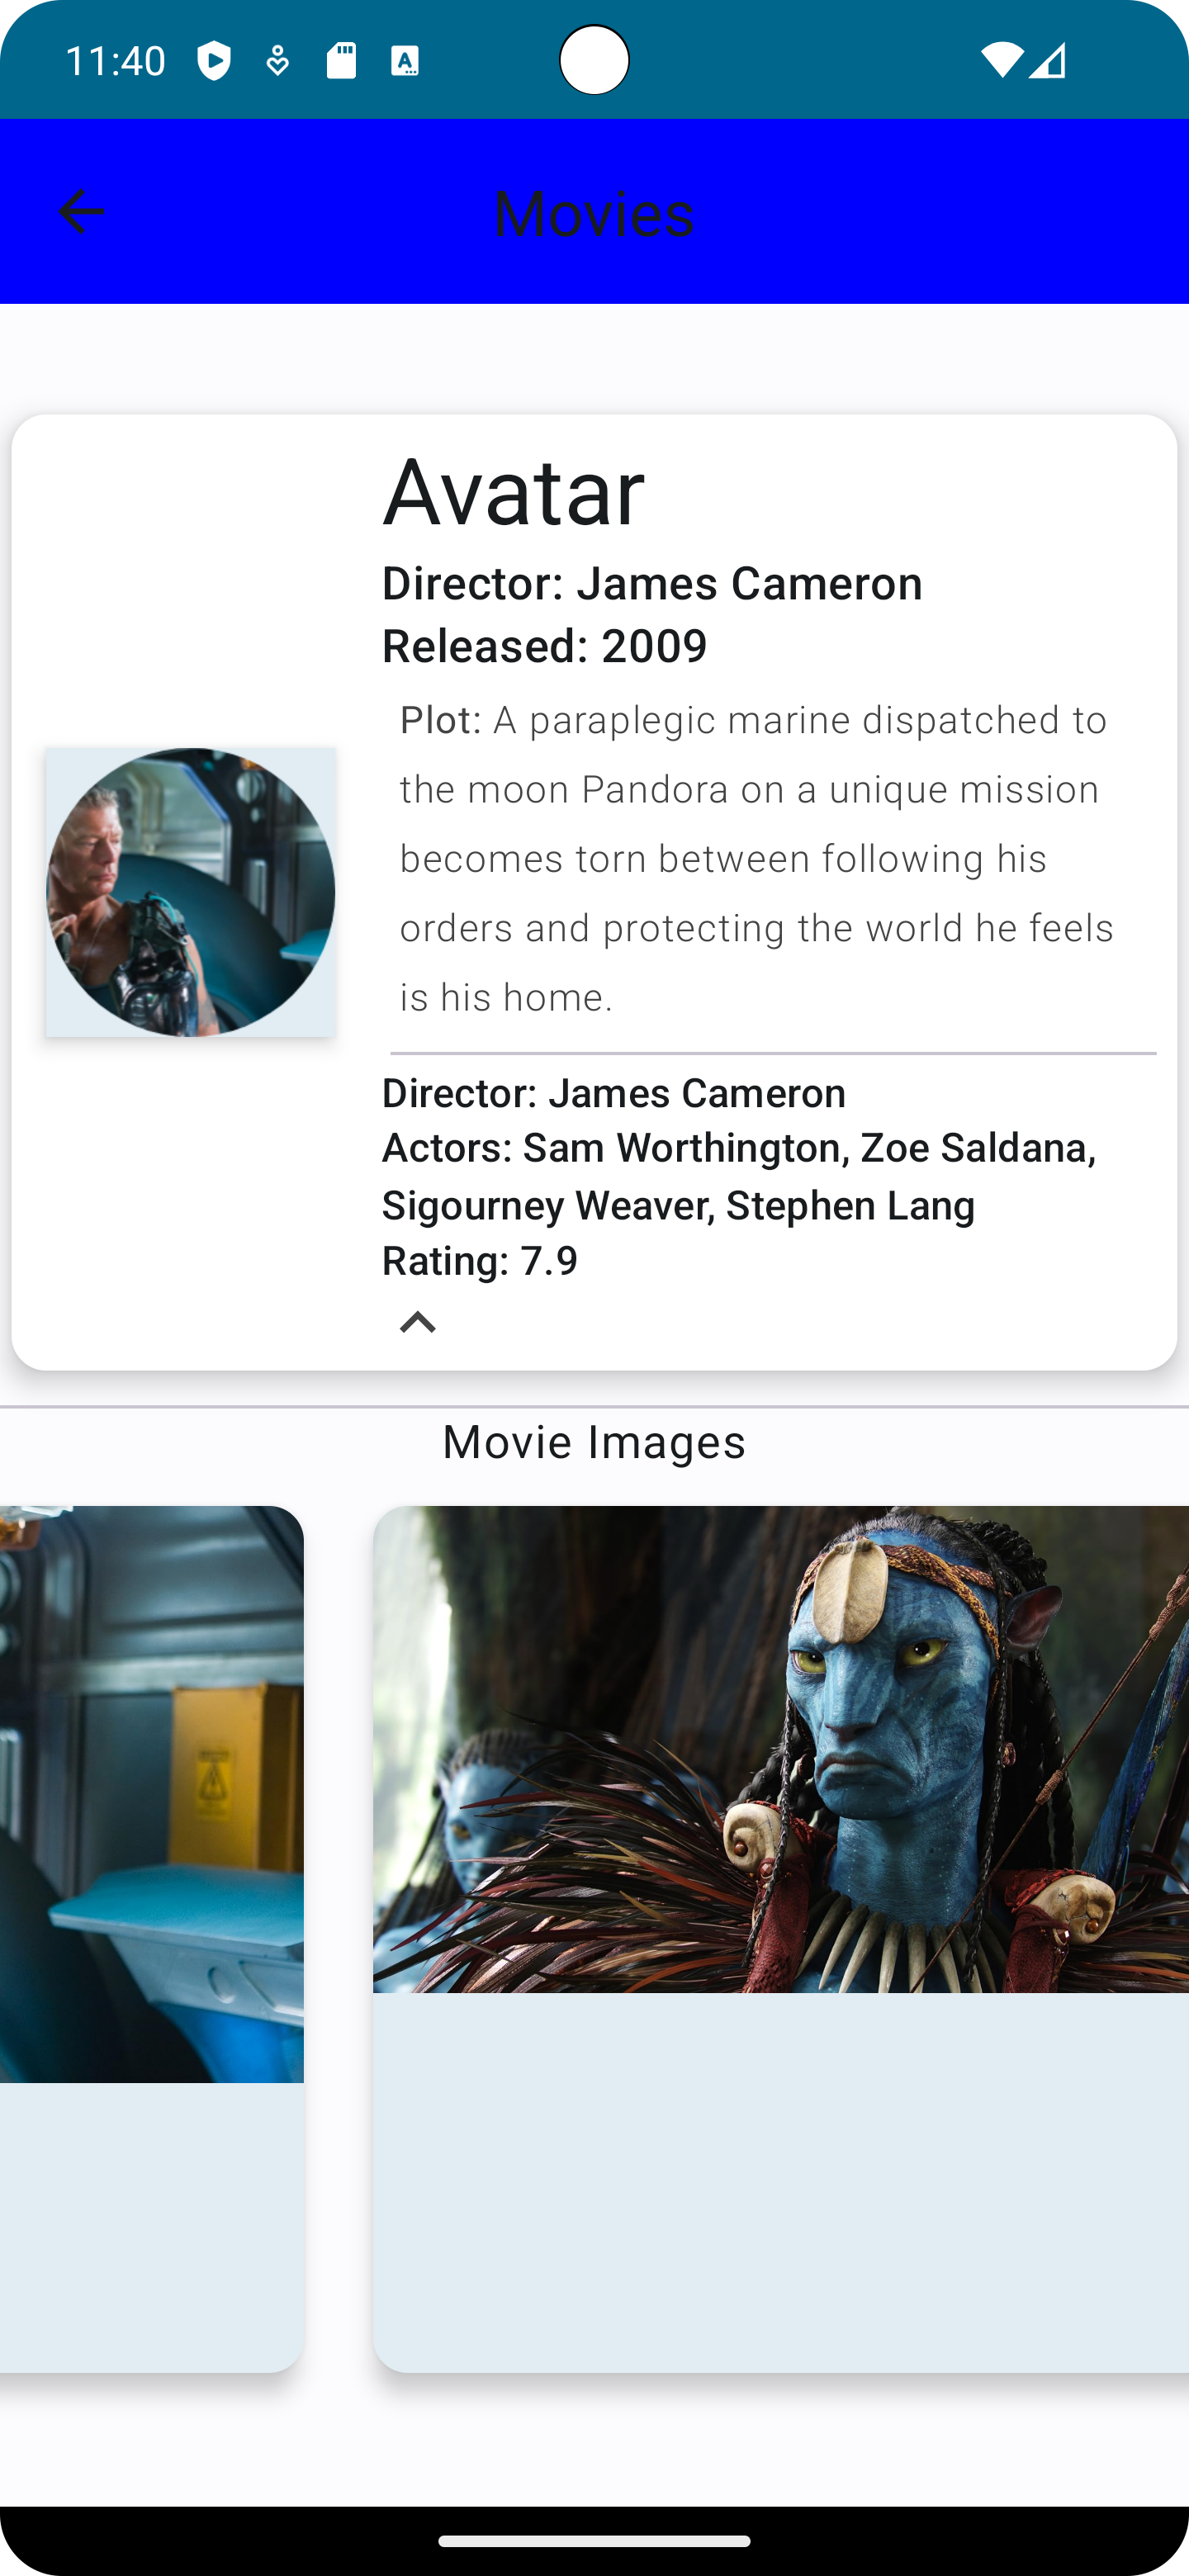 11:40
Movies
Avatar
Director: James Cameron
Released: 2009
Plot: A paraplegic marine dispatched to
the moon Pandora on a unique mission
becomes torn between following his
orders and protecting the world he feels
is his home.
Director: James Cameron
Actors: Sam Worthington, Zoe Saldana,
Sigourney Weaver, Stephen Lang
Rating: 7.9
Movie Images